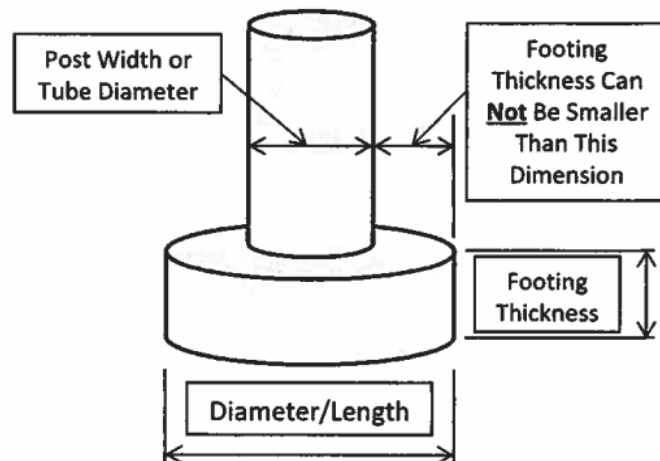 Post Width or
Tube Diameter
Footing
Thickness Can
Not Be Smaller
Than This
Dimension
Footing
Thickness
Diameter/Length